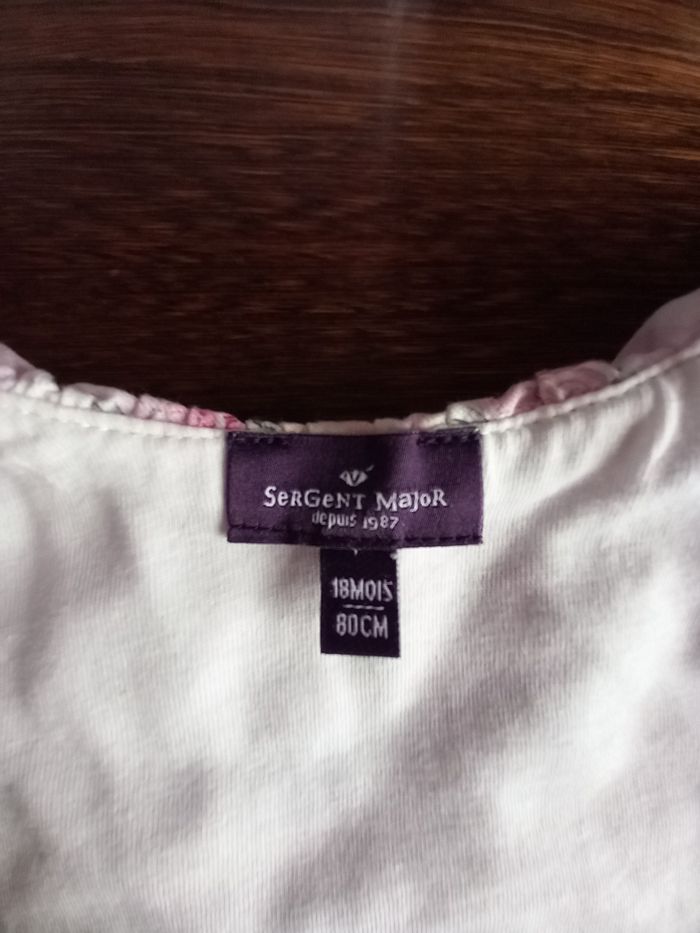 SeRGeNT MajoR
depuis 1987
18MOIS
80CM